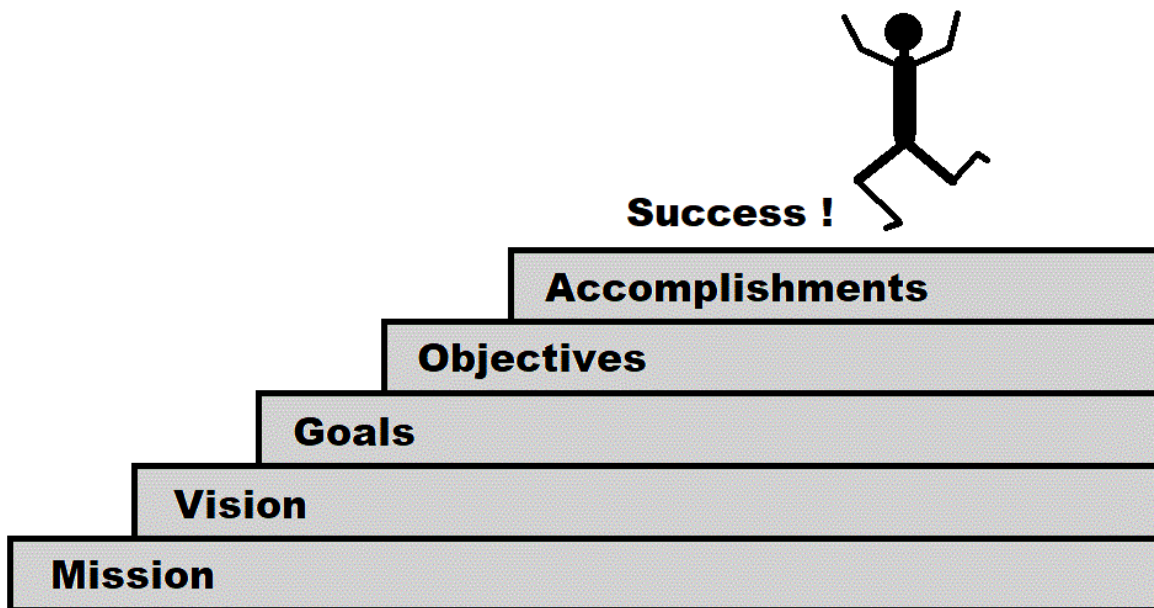 Success !
Accomplishments
Objectives
Goals
Vision
Mission